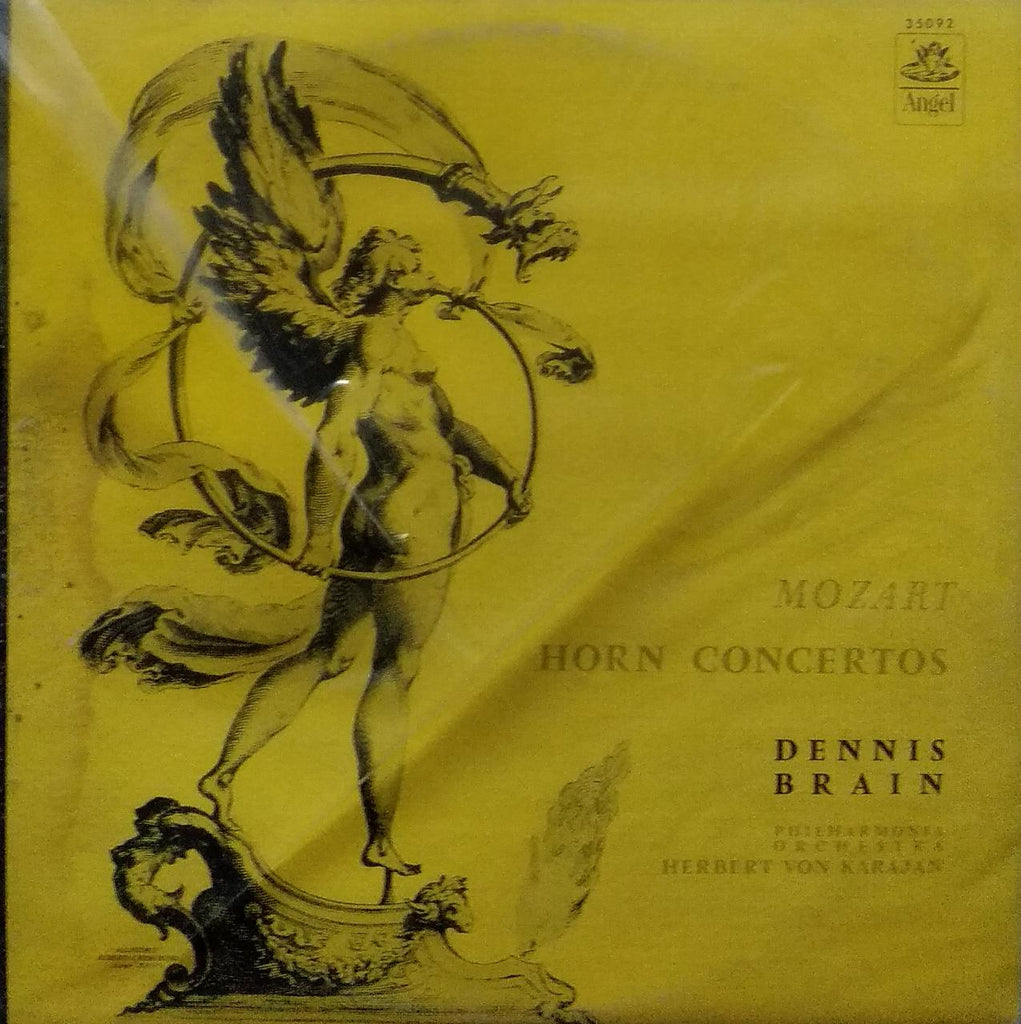 35092
Angel
MOZART
HORN CONCERTOS
DENNIS
BRAIN
PHILHARMONIA
ORCHESTRA
HERBERT VON KARAJAN